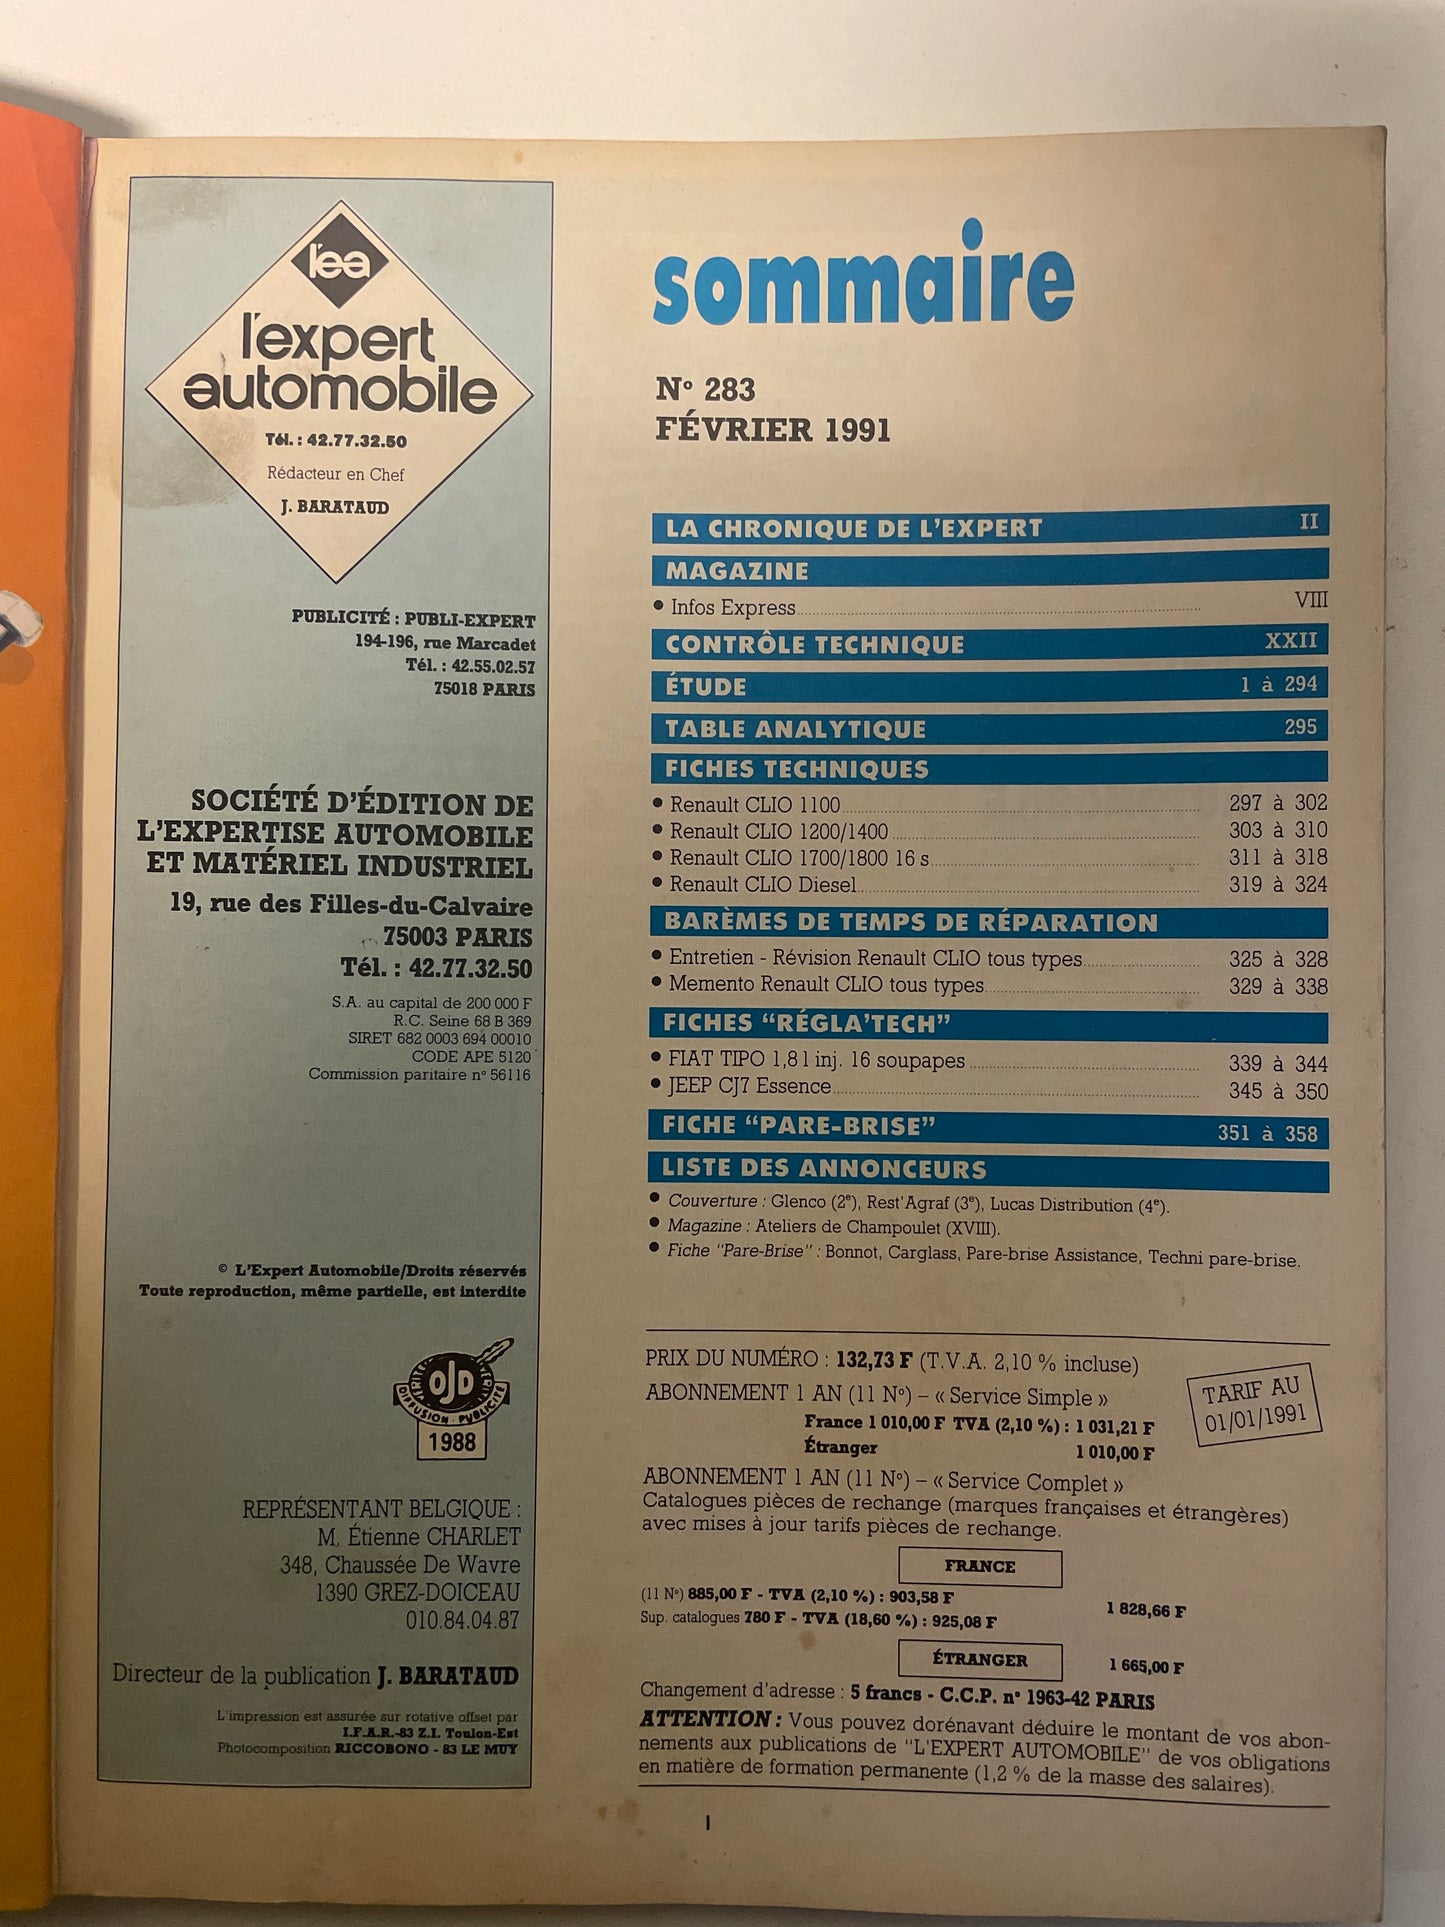 l'ea
l'expert
automobile
Tél. : 42.77.32.50
Rédacteur en Chef
J. BARATAUD
PUBLICITÉ : PUBLI-EXPERT
194-196, rue Marcadet
Tél. : 42.55.02.57
75018 PARIS
SOCIÉTÉ D'ÉDITION DE
L'EXPERTISE AUTOMOBILE
ET MATÉRIEL INDUSTRIEL
19, rue des Filles-du-Calvaire
75003 PARIS
Tél. : 42.77.32.50
S.A. au capital de 200 000 F
R.C. Seine 68 B 369
SIRET 682 0003 694 00010
CODE APE 5120
Commission paritaire n° 56116
© L'Expert Automobile/Droits réservés
Toute reproduction, même partielle, est interdite
OJD
DIFFUSION - PUBLICITÉ
1988
REPRÉSENTANT BELGIQUE :
M. Étienne CHARLET
348, Chaussée De Wavre
1390 GREZ-DOICEAU
010.84.04.87
Directeur de la publication J. BARATAUD
L'impression est assurée sur rotative offset par
I.F.A.R.-83 Z.I. Toulon-Est
Photocomposition RICCOBONO - 83 LE MUY
sommaire
N° 283
FÉVRIER 1991
LA CHRONIQUE DE L'EXPERT II
MAGAZINE
• Infos Express VIII
CONTRÔLE TECHNIQUE XXII
ÉTUDE 1 à 294
TABLE ANALYTIQUE 295
FICHES TECHNIQUES
• Renault CLIO 1100 297 à 302
• Renault CLIO 1200/1400 303 à 310
• Renault CLIO 1700/1800 16 s 311 à 318
• Renault CLIO Diesel 319 à 324
BARÈMES DE TEMPS DE RÉPARATION
• Entretien - Révision Renault CLIO tous types 325 à 328
• Memento Renault CLIO tous types 329 à 338
FICHES "RÉGLA'TECH"
• FIAT TIPO 1,8 l inj. 16 soupapes 339 à 344
• JEEP CJ7 Essence 345 à 350
FICHE "PARE-BRISE" 351 à 358
LISTE DES ANNONCEURS
• Couverture : Glenco (2e), Rest'Agraf (3e), Lucas Distribution (4e).
• Magazine : Ateliers de Champoulet (XVIII).
• Fiche "Pare-Brise" : Bonnot, Carglass, Pare-brise Assistance, Techni pare-brise.
PRIX DU NUMÉRO : 132,73 F (T.V.A. 2,10 % incluse)
ABONNEMENT 1 AN (11 N°) – « Service Simple »
France 1 010,00 F TVA (2,10 %) : 1 031,21 F
Étranger 1 010,00 F
TARIF AU
01/01/1991
ABONNEMENT 1 AN (11 N°) – « Service Complet »
Catalogues pièces de rechange (marques françaises et étrangères)
avec mises à jour tarifs pièces de rechange.
FRANCE
(11 N°) 885,00 F - TVA (2,10 %) : 903,58 F
Sup. catalogues 780 F - TVA (18,60 %) : 925,08 F
1 828,66 F
ÉTRANGER 1 665,00 F
Changement d'adresse : 5 francs - C.C.P. n° 1963-42 PARIS
ATTENTION : Vous pouvez dorénavant déduire le montant de vos abon-
nements aux publications de "L'EXPERT AUTOMOBILE" de vos obligations
en matière de formation permanente (1,2 % de la masse des salaires).
I